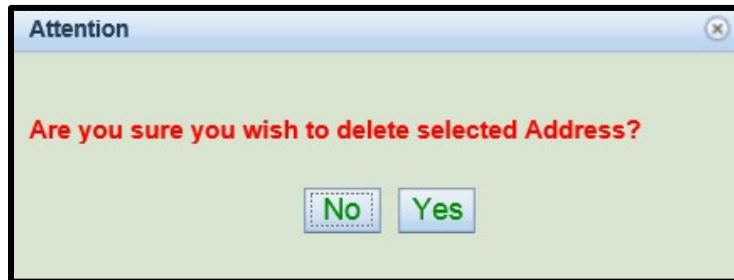 Attention
Are you sure you wish to delete selected Address?
No Yes